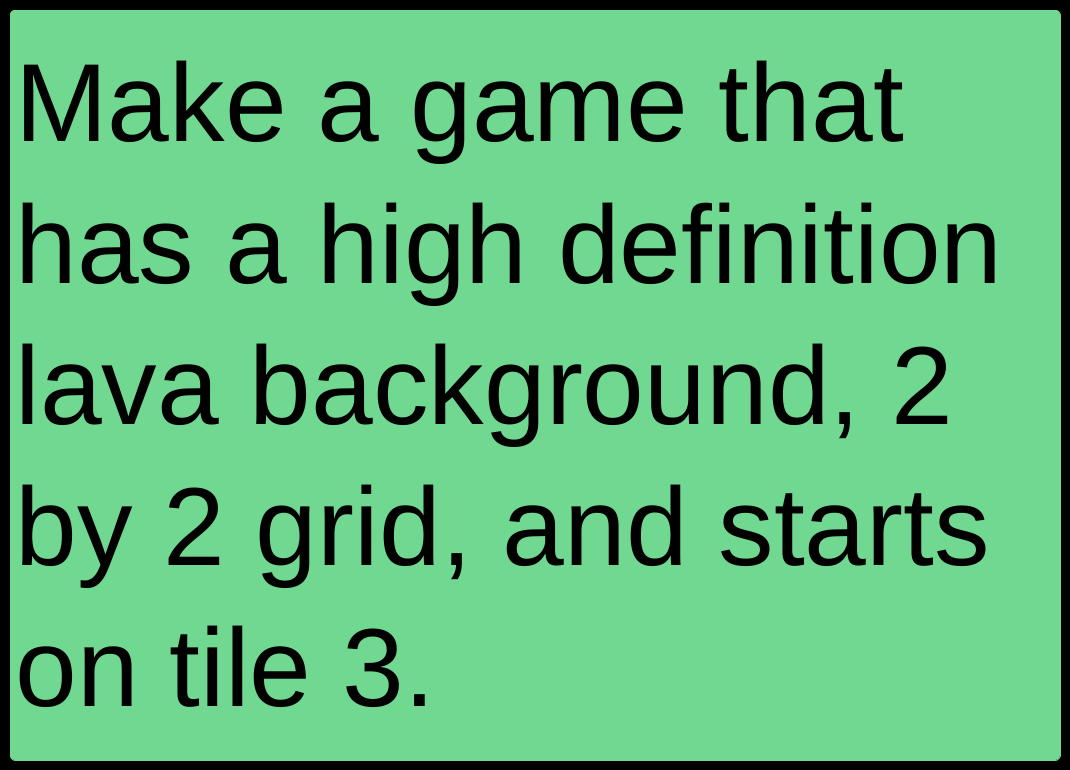 Make a game that
has a high definition
lava background, 2
by 2 grid, and starts
on tile 3.